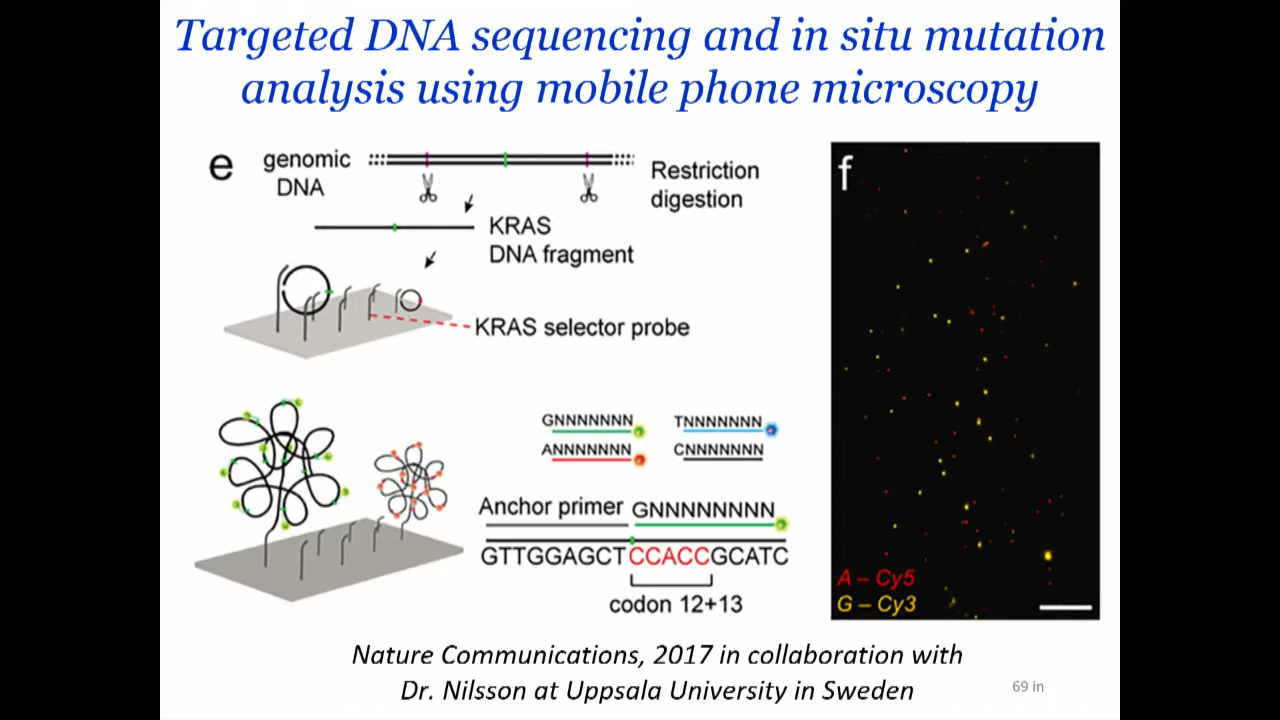 Targeted DNA sequencing and in situ mutation
analysis using mobile phone microscopy
e
genomic
DNA
Restriction
digestion
KRAS
DNA fragment
KRAS selector probe
GNNNNNNN
TNNNNNNN
ANNNNNNN
CNNNNNNN
Anchor primer
GNNNNNNNN
GTTGGAGCTCCACCGCATC
codon 12+13
f
A – Cy5
G – Cy3
Nature Communications, 2017 in collaboration with
Dr. Nilsson at Uppsala University in Sweden
69 in